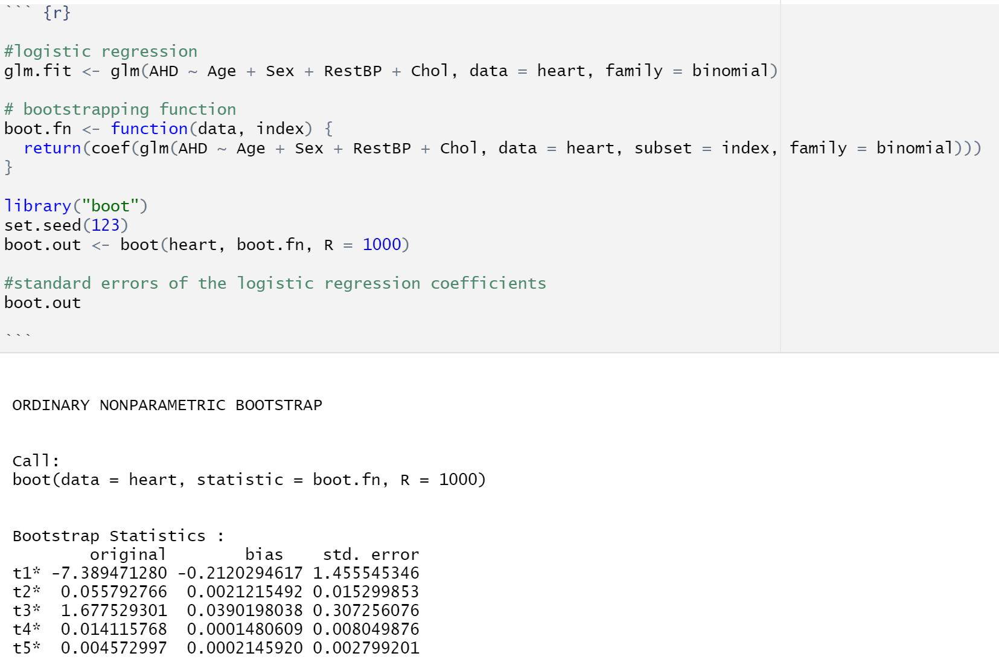 ``` {r}
#logistic regression
glm.fit <- glm(AHD ~ Age + Sex + RestBP + Chol, data = heart, family = binomial)
# bootstrapping function
boot.fn <- function(data, index) {
  return(coef(glm(AHD ~ Age + Sex + RestBP + Chol, data = heart, subset = index, family = binomial)))
}
library("boot")
set.seed(123)
boot.out <- boot(heart, boot.fn, R = 1000)
#standard errors of the logistic regression coefficients
boot.out
```
ORDINARY NONPARAMETRIC BOOTSTRAP
Call:
boot(data = heart, statistic = boot.fn, R = 1000)
Bootstrap Statistics :
        original        bias    std. error
t1* -7.389471280 -0.2120294617 1.455545346
t2*  0.055792766  0.0021215492 0.015299853
t3*  1.677529301  0.0390198038 0.307256076
t4*  0.014115768  0.0001480609 0.008049876
t5*  0.004572997  0.0002145920 0.002799201